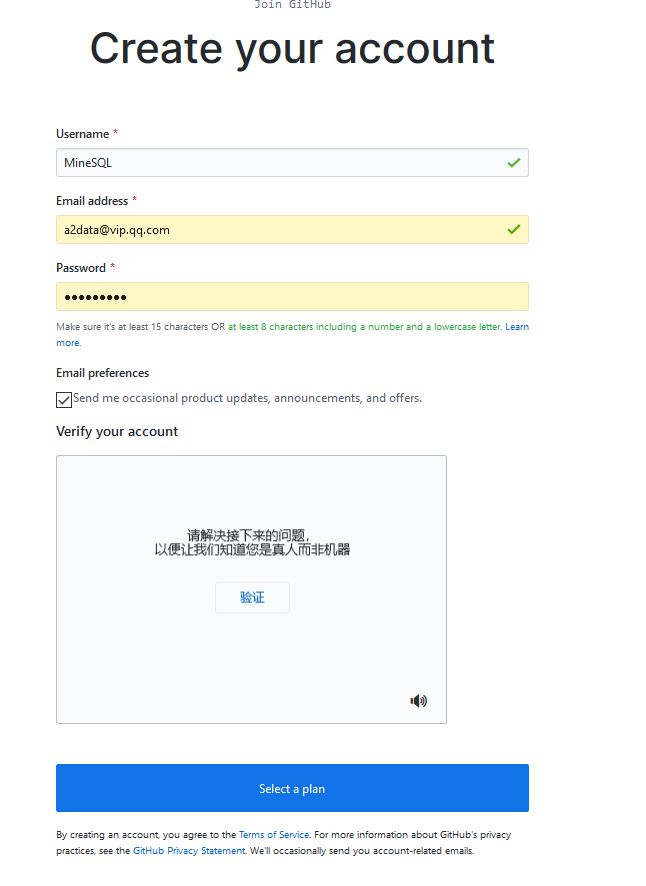 Join GitHub
Create your account
Username *
MineSQL
Email address *
a2data@vip.qq.com
Password *
●●●●●●●●●
Make sure it's at least 15 characters OR at least 8 characters including a number and a lowercase letter. Learn
more.
Email preferences
Send me occasional product updates, announcements, and offers.
Verify your account
请解决接下来的问题，
以便让我们知道您是真人而非机器
验证
Select a plan
By creating an account, you agree to the Terms of Service. For more information about GitHub's privacy
practices, see the GitHub Privacy Statement. We'll occasionally send you account-related emails.